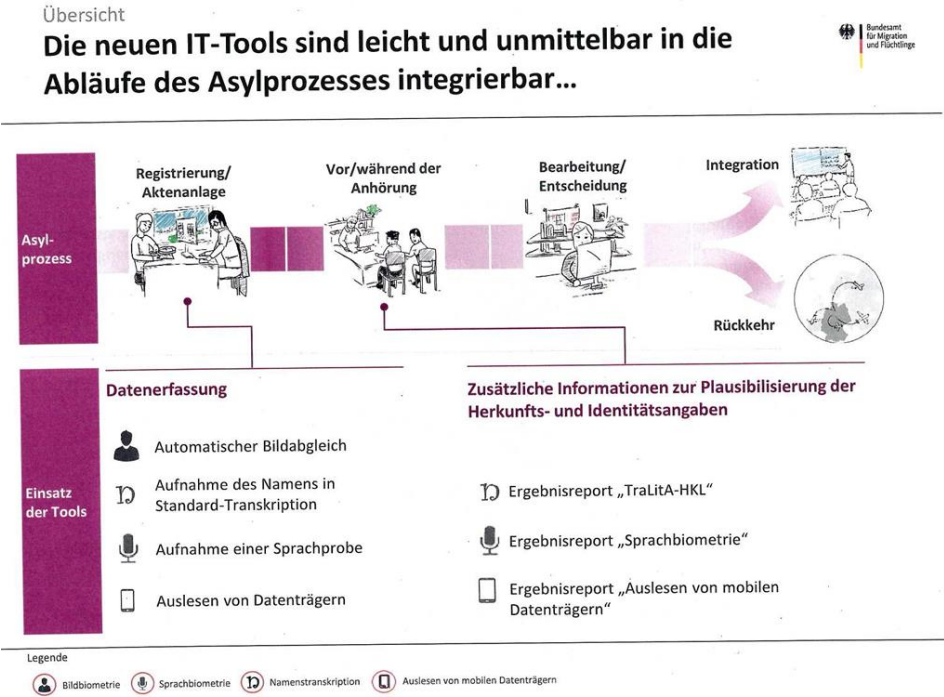 Übersicht
Die neuen IT-Tools sind leicht und unmittelbar in die
Abläufe des Asylprozesses integrierbar...
Bundesamt
für Migration
und Flüchtlinge
Asyl-
prozess
Registrierung/
Aktenanlage
Vor/während der
Anhörung
Bearbeitung/
Entscheidung
Integration
Rückkehr
Einsatz
der Tools
Datenerfassung
Automatischer Bildabgleich
Aufnahme des Namens in
Standard-Transkription
Aufnahme einer Sprachprobe
Auslesen von Datenträgern
Zusätzliche Informationen zur Plausibilisierung der
Herkunfts- und Identitätsangaben
Ergebnisreport „TraLitA-HKL“
Ergebnisreport „Sprachbiometrie“
Ergebnisreport „Auslesen von mobilen
Datenträgern“
Legende
Bildbiometrie
Sprachbiometrie
Namenstranskription
Auslesen von mobilen Datenträgern